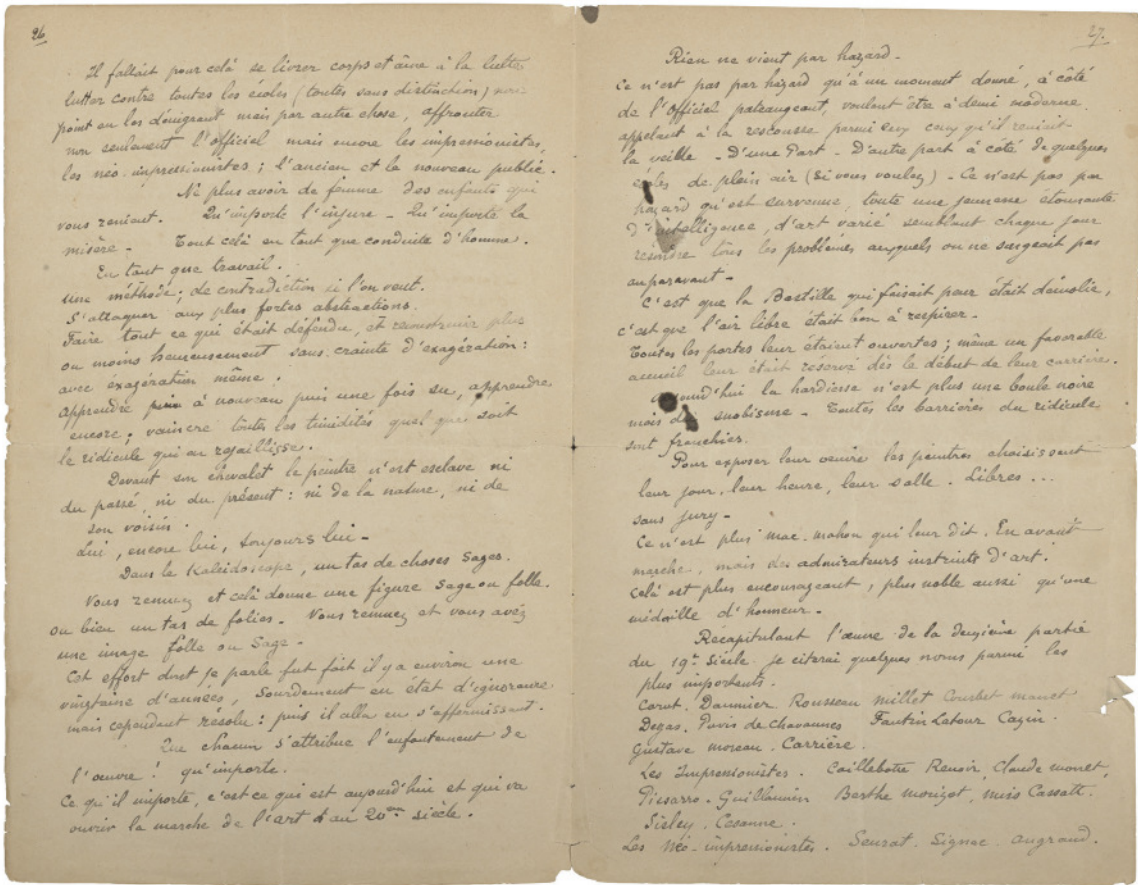 26
Il fallait pour celà se livrer corps et âme à la lutte
lutter contre toutes les écoles (toutes sans distinction) non
point en les dénigrant mais par autre chose, affronter
non seulement l'officiel mais encore les impressionistes,
les néo-impressionnistes; l'ancien et le nouveau public.
Ne plus avoir de femme des enfants qui
vous renient. Qu'importe l'injure - Qu'importe la
misère - Tout celà en tant que conduite d'homme.
En tant que travail.
une méthode; de contradiction si l'on veut.
S'attaquer aux plus fortes abstractions.
Faire tout ce qui était défendu, et reconstruir plus
ou moins heureusement sans crainte d'exagération:
avec exagération même.
apprendre à nouveau puis une fois su, apprendre
encore; vaincre toutes les timidités quel que soit
le ridicule qui en rejaillisse.
Devant son chevalet le peintre n'est esclave ni
du passé, ni du présent: ni de la nature, ni de
son voisin.
Lui, encore lui, toujours lui -
Dans le Kaleidoscope, un tas de choses sages.
Vous remuez et celà donne une figure sage ou folle.
ou bien un tas de folies. Vous remuez et vous avez
une image folle ou sage -
Cet effort dont je parle fut fait il y a environ une
vingtaine d'années, Sourdement en état d'ignorance
mais cependant résolu: puis il alla en s'affermissant.
Que chacun s'attribue l'enfantement de
l'œuvre! qu'importe.
Ce qu'il importe, c'est ce qui est aujourd'hui et qui va
ouvrir la marche de l'art d'au 20ème siècle.
27.
Rien ne vient par hazard -
Ce n'est pas par hazard qu'à un moment donné, à côté
de l'officiel pataugeant, voulant être à demi moderne.
appelant à la rescousse parmi eux ceux qu'il reniait
la veille - D'une Part - D'autre part à coté de quelques
écoles de plein air (si vous voulez) - Ce n'est pas par
hazard qu'est survenue, toute une jeunesse étonnante
d'intelligence, d'art varié semblant chaque jour
résoudre tous les problèmes auxquels on ne songeait pas
auparavant -
C'est que la Bastille qui faisait peur était démolie,
c'est que l'air libre était bon à respirer -
Toutes les portes leur étaient ouvertes; même un favorable
accueil leur était réservé dès le début de leur carrière.
Aujourd'hui la hardiesse n'est plus une boule noire
mais du snobisme - Toutes les barrières du ridicule
sont franchies.
Pour exposer leur oeuvre les peintres choisissent
leur jour, leur heure, leur salle. Libres ...
sans jury -
Ce n'est plus mac-mahon qui leur dit. En avant
marche, mais des admirateurs instruits d'art.
celà est plus encourageant, plus noble aussi qu'une
médaille d'honneur -
Récapitulant l'œuvre de la deuxième partie
du 19e siècle je citerai quelques noms parmi les
plus importants.
Corot. Daumier. Rousseau millet Courbet manet
Degas. Puvis de Chavannes Fantin Latour Cazin.
Gustave moreau. Carrière.
Les Impressionistes. Caillebotte Renoir, Claude monet,
Pissarro - Guillaumin Berthe morizot, miss Cassatt.
Sisley. Cesanne.
Les Néo-impressionistes. Seurat. Signac. angrand.